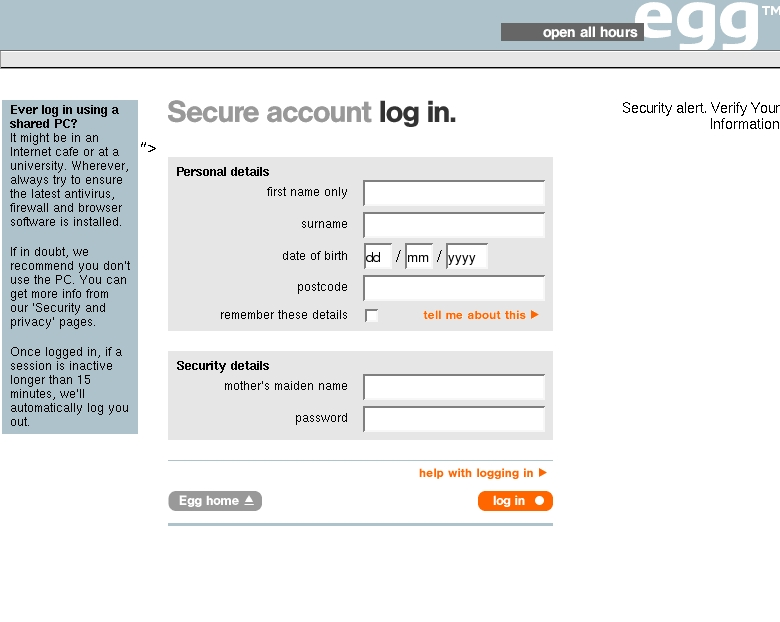 egg™
open all hours
Ever log in using a
shared PC?
It might be in an
Internet cafe or at a
university. Wherever,
always try to ensure
the latest antivirus,
firewall and browser
software is installed.
If in doubt, we
recommend you don't
use the PC. You can
get more info from
our 'Security and
privacy' pages.
Once logged in, if a
session is inactive
longer than 15
minutes, we'll
automatically log you
out.
">
Secure account log in.
Security alert. Verify Your
Information
Personal details
first name only
surname
date of birth dd / mm / yyyy
postcode
remember these details tell me about this
Security details
mother's maiden name
password
help with logging in
Egg home log in